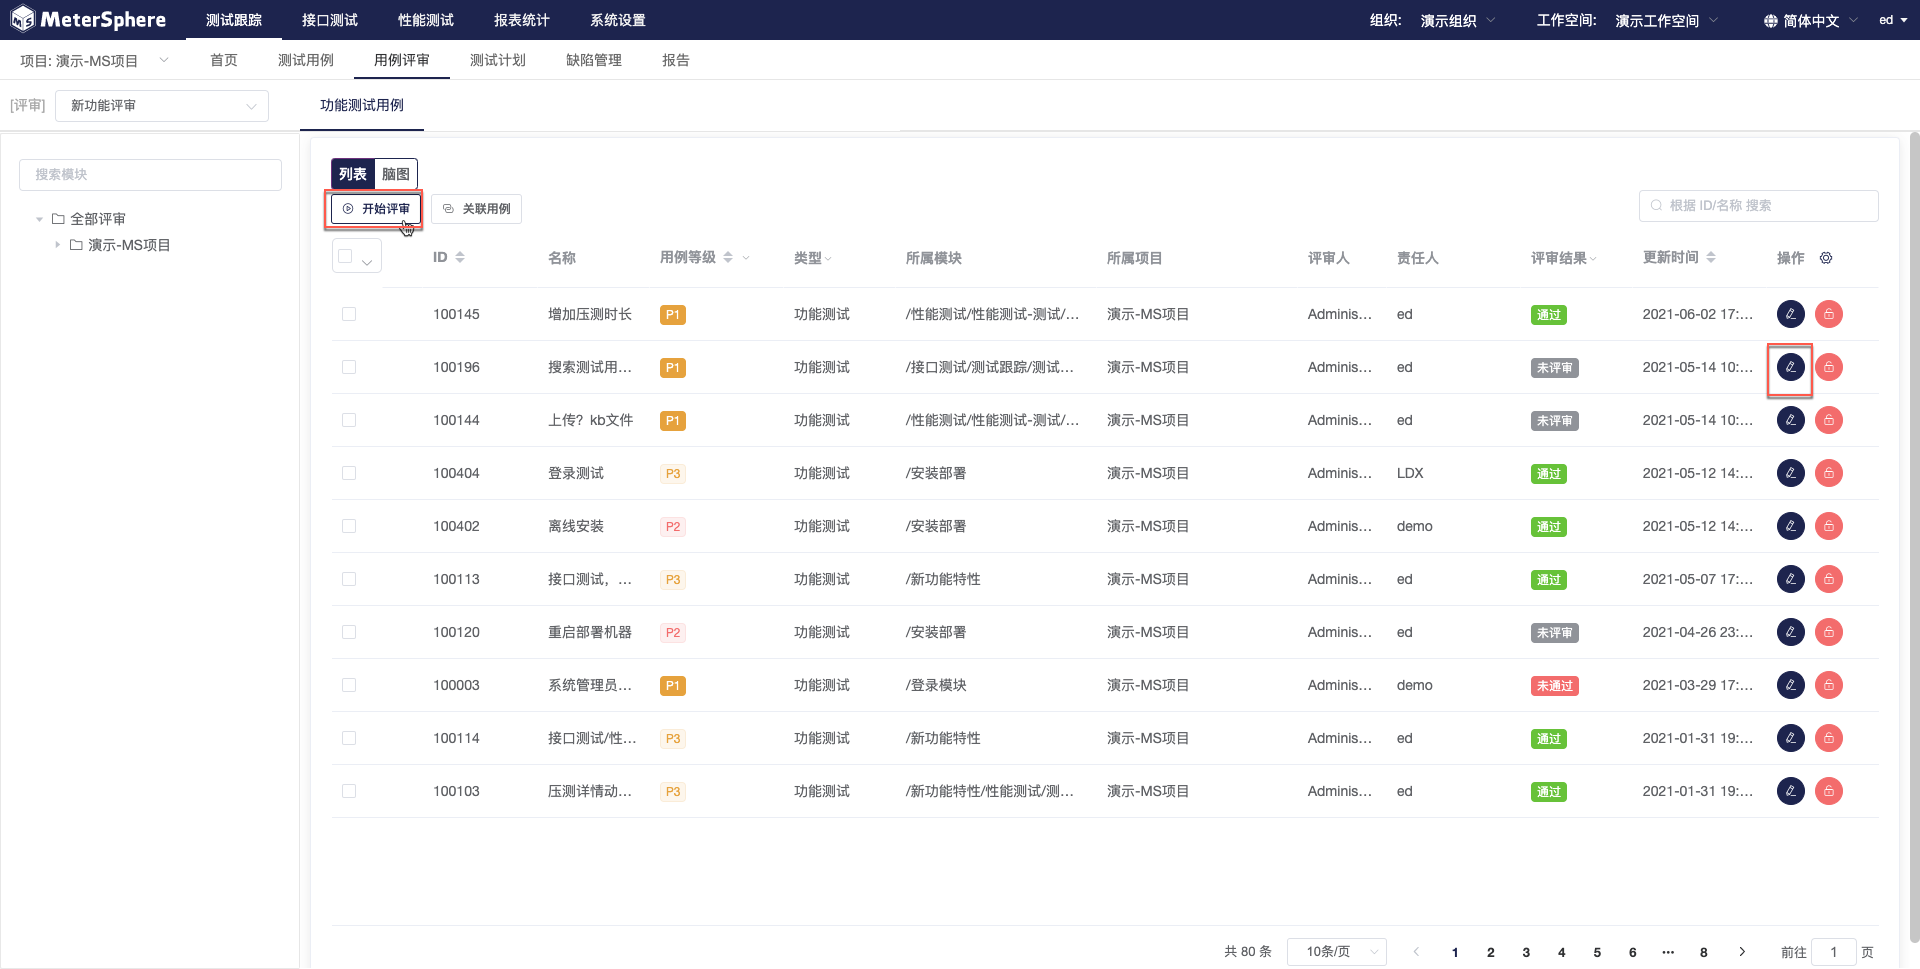 MeterSphere 测试跟踪 接口测试 性能测试 报表统计 系统设置 组织: 演示组织 工作空间: 演示工作空间 简体中文 ed
项目: 演示-MS项目 首页 测试用例 用例评审 测试计划 缺陷管理 报告
[评审] 新功能评审 功能测试用例
搜索模块
全部评审
演示-MS项目
列表 脑图
开始评审 关联用例 根据 ID/名称 搜索
ID 名称 用例等级 类型 所属模块 所属项目 评审人 责任人 评审结果 更新时间 操作
100145 增加压测时长 P1 功能测试 /性能测试/性能测试-测试/... 演示-MS项目 Adminis... ed 通过 2021-06-02 17:...
100196 搜索测试用... P1 功能测试 /接口测试/测试跟踪/测试... 演示-MS项目 Adminis... ed 未评审 2021-05-14 10:...
100144 上传？kb文件 P1 功能测试 /性能测试/性能测试-测试/... 演示-MS项目 Adminis... ed 未评审 2021-05-14 10:...
100404 登录测试 P3 功能测试 /安装部署 演示-MS项目 Adminis... LDX 通过 2021-05-12 14:...
100402 离线安装 P2 功能测试 /安装部署 演示-MS项目 Adminis... demo 通过 2021-05-12 14:...
100113 接口测试，... P3 功能测试 /新功能特性 演示-MS项目 Adminis... ed 通过 2021-05-07 17:...
100120 重启部署机器 P2 功能测试 /安装部署 演示-MS项目 Adminis... ed 未评审 2021-04-26 23:...
100003 系统管理员... P1 功能测试 /登录模块 演示-MS项目 Adminis... demo 未通过 2021-03-29 17:...
100114 接口测试/性... P3 功能测试 /新功能特性 演示-MS项目 Adminis... ed 通过 2021-01-31 19:...
100103 压测详情动... P3 功能测试 /新功能特性/性能测试/测... 演示-MS项目 Adminis... ed 通过 2021-01-31 19:...
共 80 条 10条/页 1 2 3 4 5 6 ... 8 前往 1 页